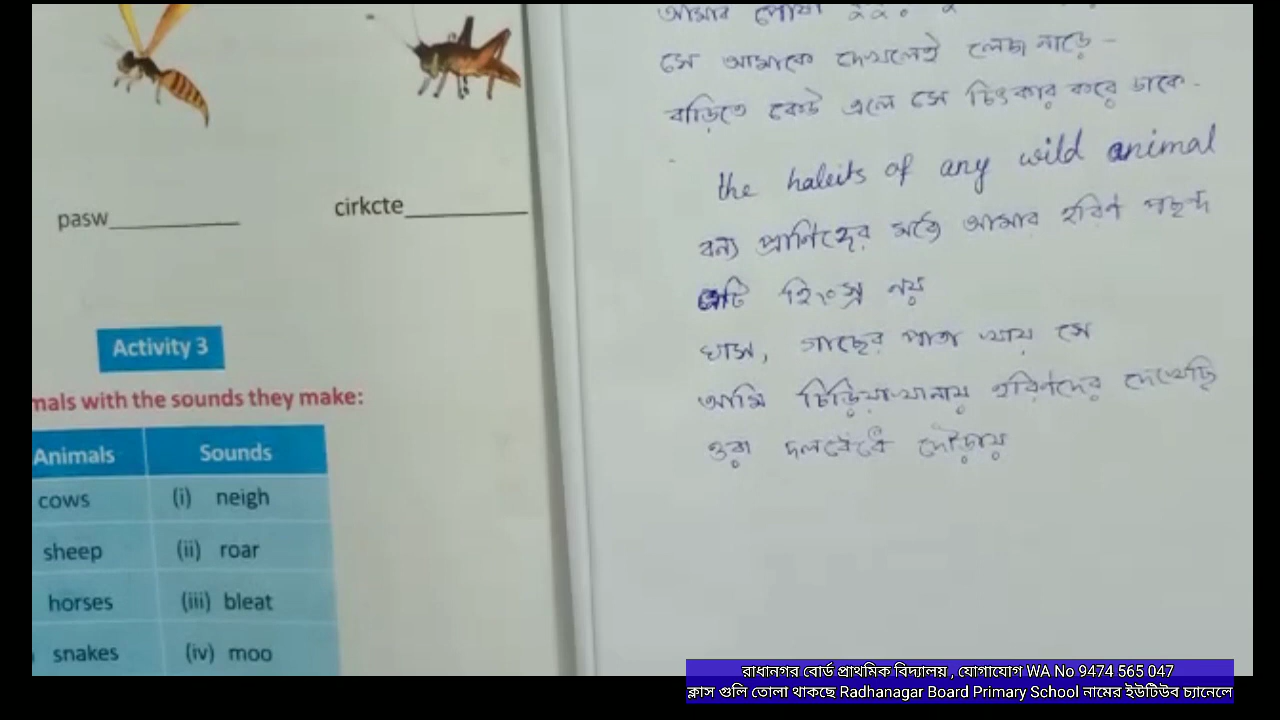 pasw
cirkcte
Activity 3
mals with the sounds they make:
Animals Sounds
cows (i) neigh
sheep (ii) roar
horses (iii) bleat
snakes (iv) moo
আমার পোষা
সে আমাকে দেখলেই লেজ নাড়ে -
বাড়িতে কেউ এলে সে চিৎকার করে ডাকে -
the habits of any wild animal
বন্য প্রাণিদের মধ্যে আমার হরিণ পছন্দ
এটি হিংস্র নয়
ঘাস, গাছের পাতা খায় সে
আমি চিড়িয়াখানায় হরিণদের দেখেছি
ওরা দলবেঁধে দৌড়ায়
রাধানগর বোর্ড প্রাথমিক বিদ্যালয় , যোগাযোগ WA No 9474 565 047
ক্লাস গুলি তোলা থাকছে Radhanagar Board Primary School নামের ইউটিউব চ্যানেলে